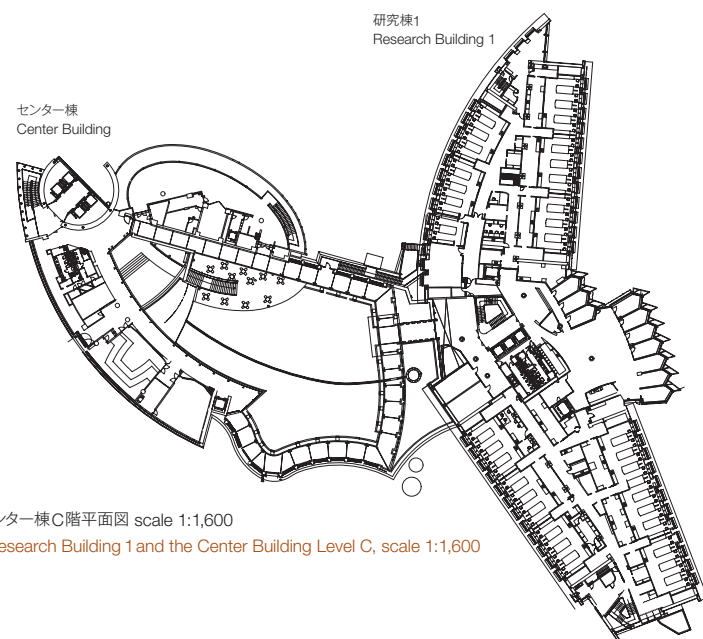 研究棟1
Research Building 1
センター棟
Center Building
ンター棟C階平面図 scale 1:1,600
esearch Building 1 and the Center Building Level C, scale 1:1,600